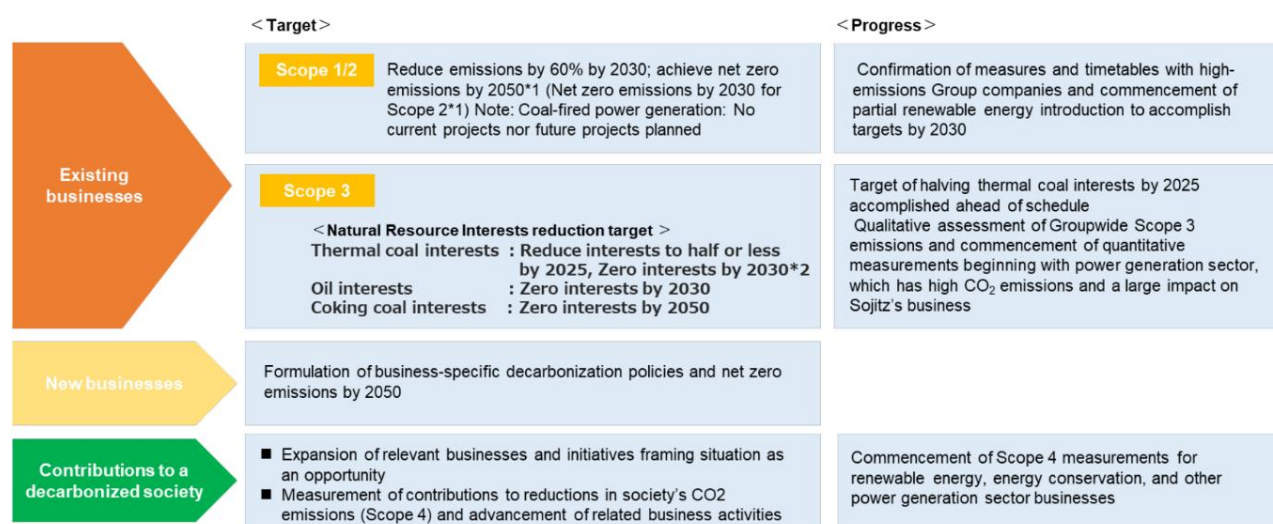 ＜Target＞
＜Progress＞
Existing
businesses
Scope 1/2
Reduce emissions by 60% by 2030; achieve net zero
emissions by 2050*1 (Net zero emissions by 2030 for
Scope 2*1) Note: Coal-fired power generation: No
current projects nor future projects planned
Confirmation of measures and timetables with high-
emissions Group companies and commencement of
partial renewable energy introduction to accomplish
targets by 2030
Scope 3
＜Natural Resource Interests reduction target ＞
Thermal coal interests : Reduce interests to half or less
by 2025, Zero interests by 2030*2
Oil interests : Zero interests by 2030
Coking coal interests : Zero interests by 2050
Target of halving thermal coal interests by 2025
accomplished ahead of schedule
Qualitative assessment of Groupwide Scope 3
emissions and commencement of quantitative
measurements beginning with power generation sector,
which has high CO₂ emissions and a large impact on
Sojitz's business
New businesses
Formulation of business-specific decarbonization policies and net zero
emissions by 2050
Contributions to a
decarbonized society
■ Expansion of relevant businesses and initiatives framing situation as
an opportunity
■ Measurement of contributions to reductions in society's CO2
emissions (Scope 4) and advancement of related business activities
Commencement of Scope 4 measurements for
renewable energy, energy conservation, and other
power generation sector businesses